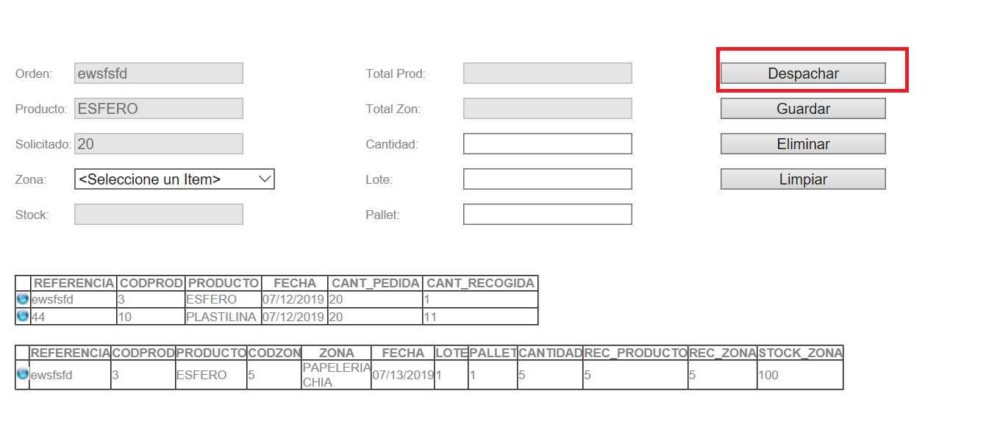 Orden: ewsfsfd Total Prod: Despachar
Producto: ESFERO Total Zon: Guardar
Solicitado: 20 Cantidad: Eliminar
Zona: <Seleccione un Item> Lote: Limpiar
Stock: Pallet:
REFERENCIA CODPROD PRODUCTO FECHA CANT_PEDIDA CANT_RECOGIDA
ewsfsfd 3 ESFERO 07/12/2019 20 1
44 10 PLASTILINA 07/12/2019 20 11
REFERENCIA CODPROD PRODUCTO CODZON ZONA FECHA LOTE PALLET CANTIDAD REC_PRODUCTO REC_ZONA STOCK_ZONA
ewsfsfd 3 ESFERO 5 PAPELERIA CHIA 07/13/2019 1 1 5 5 5 100